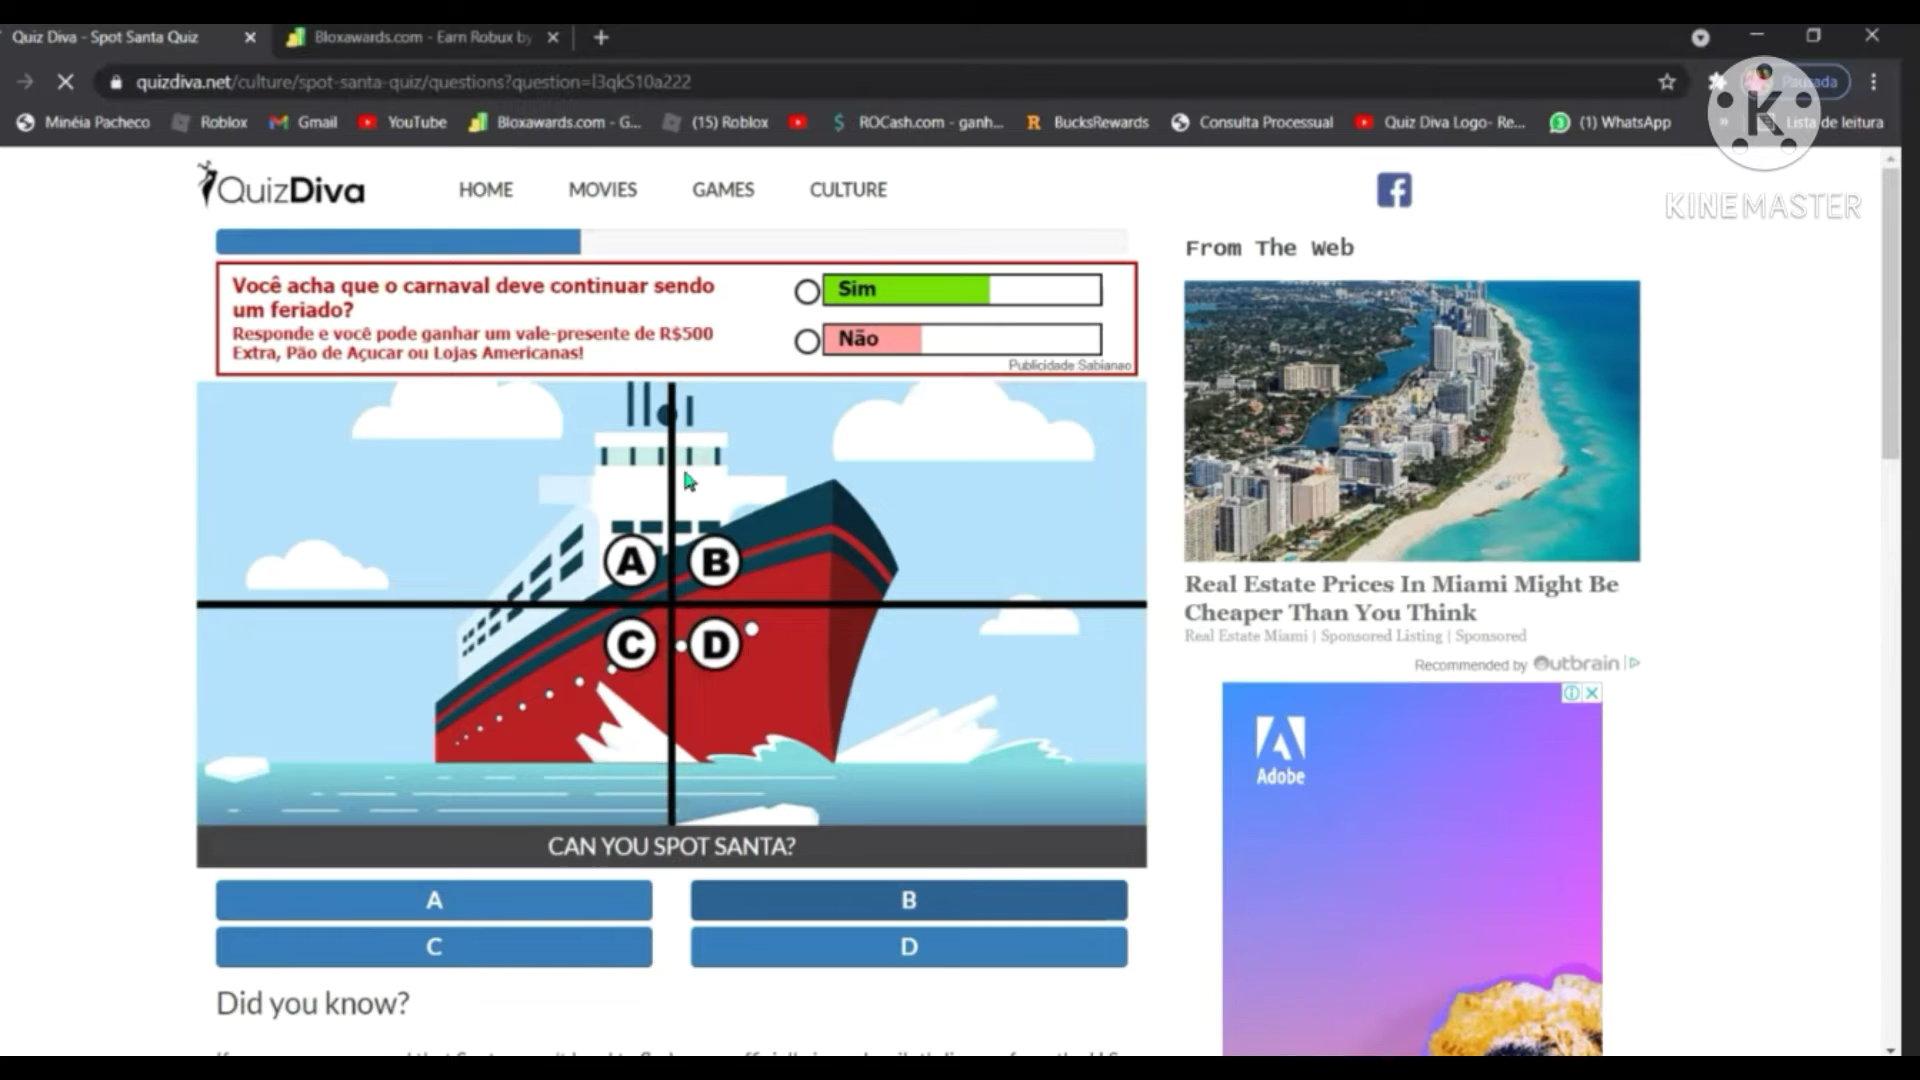 Quiz Diva - Spot Santa Quiz
Bloxawards.com - Earn Robux by
quizdiva.net/culture/spot-santa-quiz/questions?question=l3qkS10a222
Pausada
Minéia Pacheco Roblox Gmail YouTube Bloxawards.com - G... (15) Roblox ROCash.com - ganh... BucksRewards Consulta Processual Quiz Diva Logo- Re... (1) WhatsApp » Lista de leitura
K
KINEMASTER
QuizDiva HOME MOVIES GAMES CULTURE
From The Web
Você acha que o carnaval deve continuar sendo
um feriado?
Responde e você pode ganhar um vale-presente de R$500
Extra, Pão de Açucar ou Lojas Americanas!
Sim
Não
Publicidade Sabianao
A B
C D
CAN YOU SPOT SANTA?
A B
C D
Did you know?
Real Estate Prices In Miami Might Be
Cheaper Than You Think
Real Estate Miami | Sponsored Listing | Sponsored
Recommended by Outbrain
Adobe